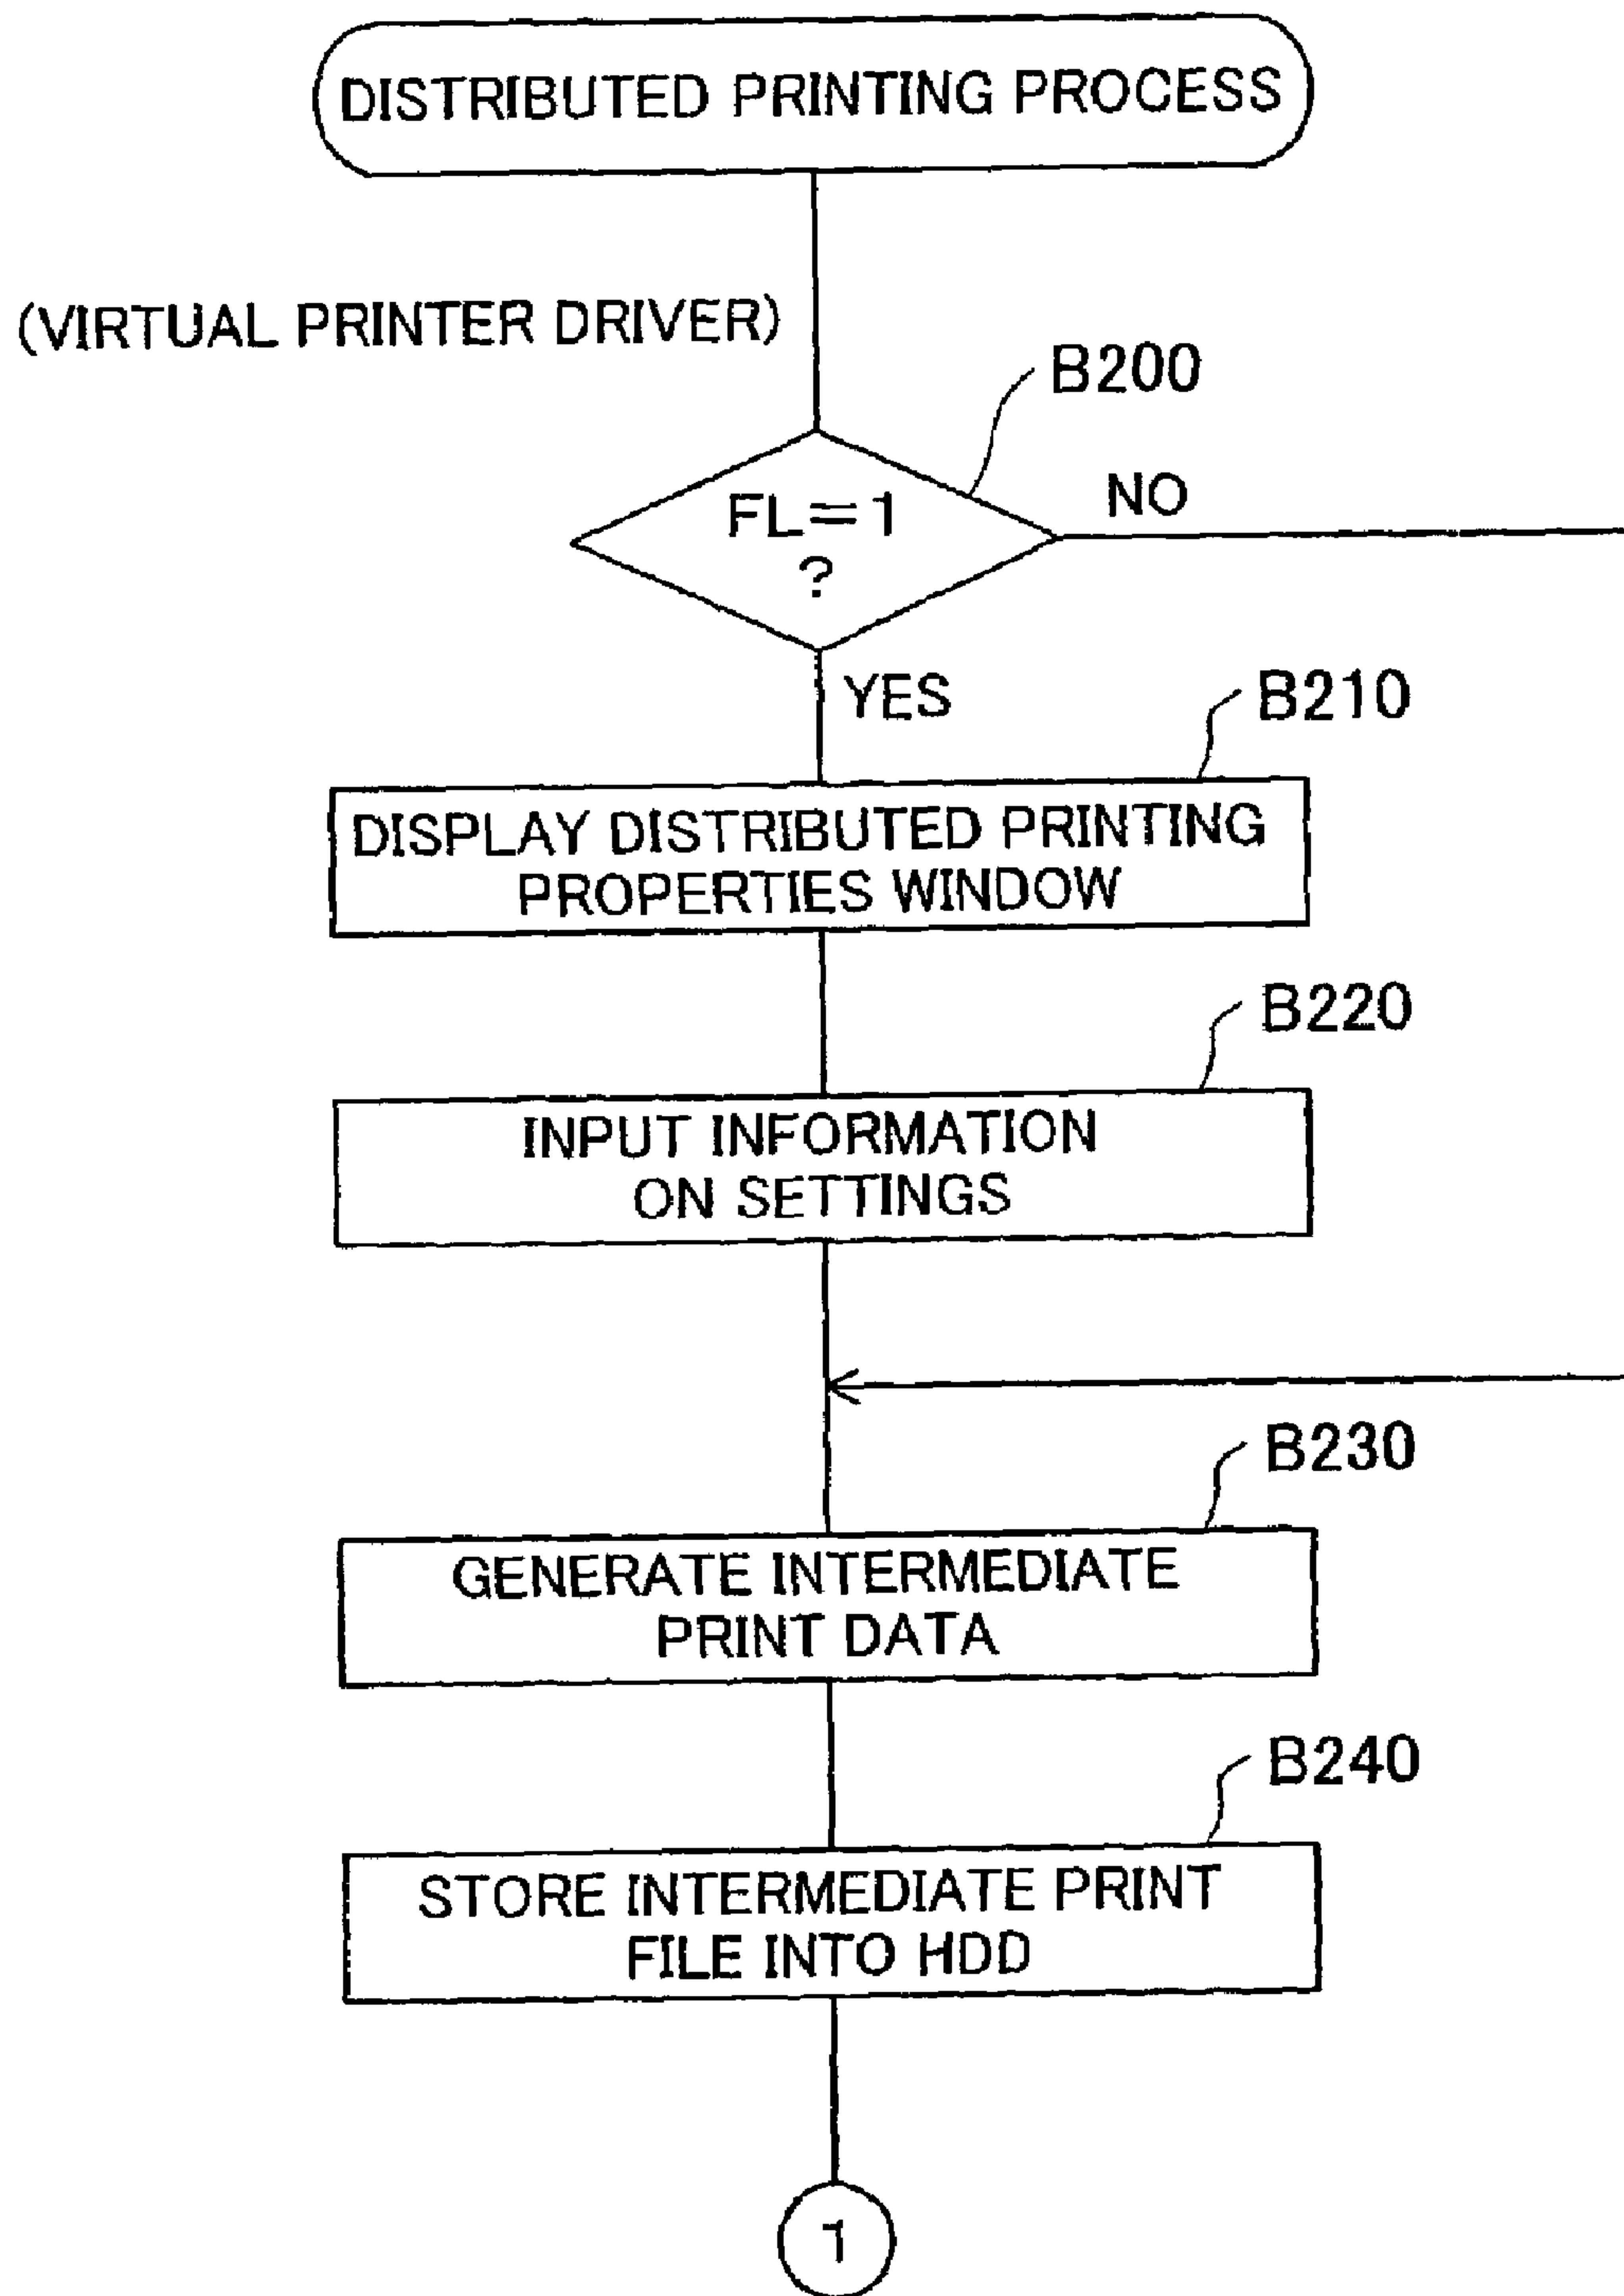 DISTRIBUTED PRINTING PROCESS
(VIRTUAL PRINTER DRIVER)
B200
FL=1
?
NO
YES
B210
DISPLAY DISTRIBUTED PRINTING
PROPERTIES WINDOW
B220
INPUT INFORMATION
ON SETTINGS
B230
GENERATE INTERMEDIATE
PRINT DATA
B240
STORE INTERMEDIATE PRINT
FILE INTO HDD
1